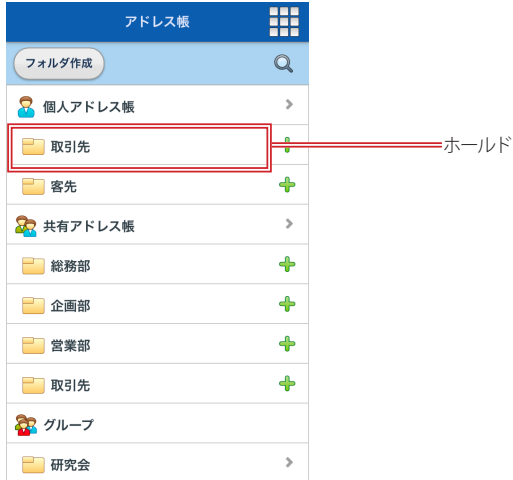 アドレス帳
フォルダ作成
個人アドレス帳
取引先
ホールド
客先
共有アドレス帳
総務部
企画部
営業部
取引先
グループ
研究会